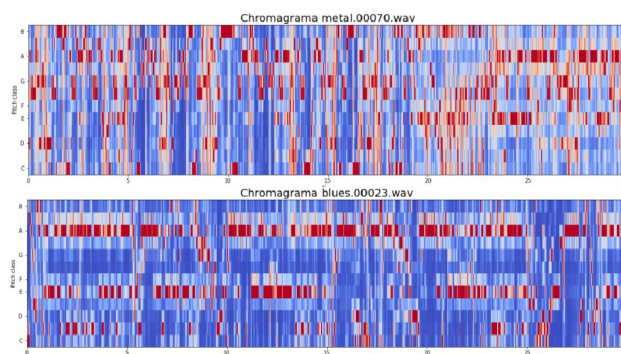 Chromagrama metal.00070.wav
B
A
G
F
E
D
C
Pitch class
0 5 10 15 20 25
Chromagrama blues.00023.wav
B
A
G
F
E
D
C
Pitch class
0 5 10 15 20 25